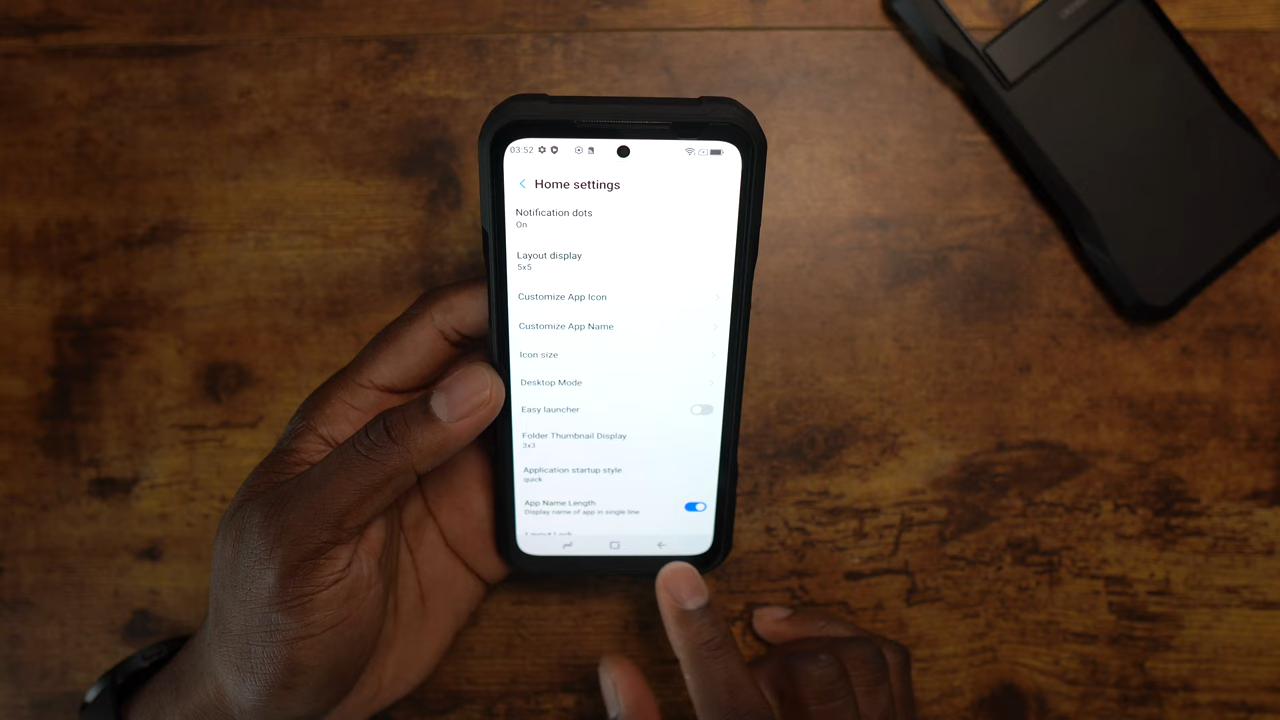 03:52
Home settings
Notification dots
On
Layout display
5x5
Customize App Icon
Customize App Name
Icon size
Desktop Mode
Easy launcher
Folder Thumbnail Display
3x3
Application startup style
quick
App Name Length
Display name of app in single line